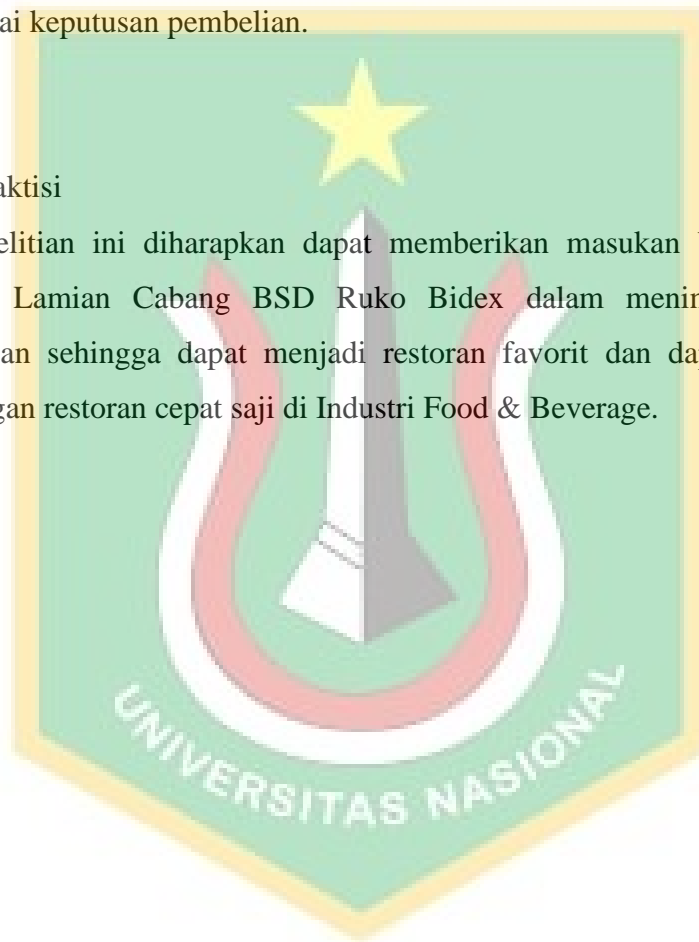 ai keputusan pembelian.
aktisi
elitian ini diharapkan dapat memberikan masukan
Lamian Cabang BSD Ruko Bidex dalam menin
an sehingga dapat menjadi restoran favorit dan da
gan restoran cepat saji di Industri Food & Beverage.
UNIVERSITAS NASIONAL